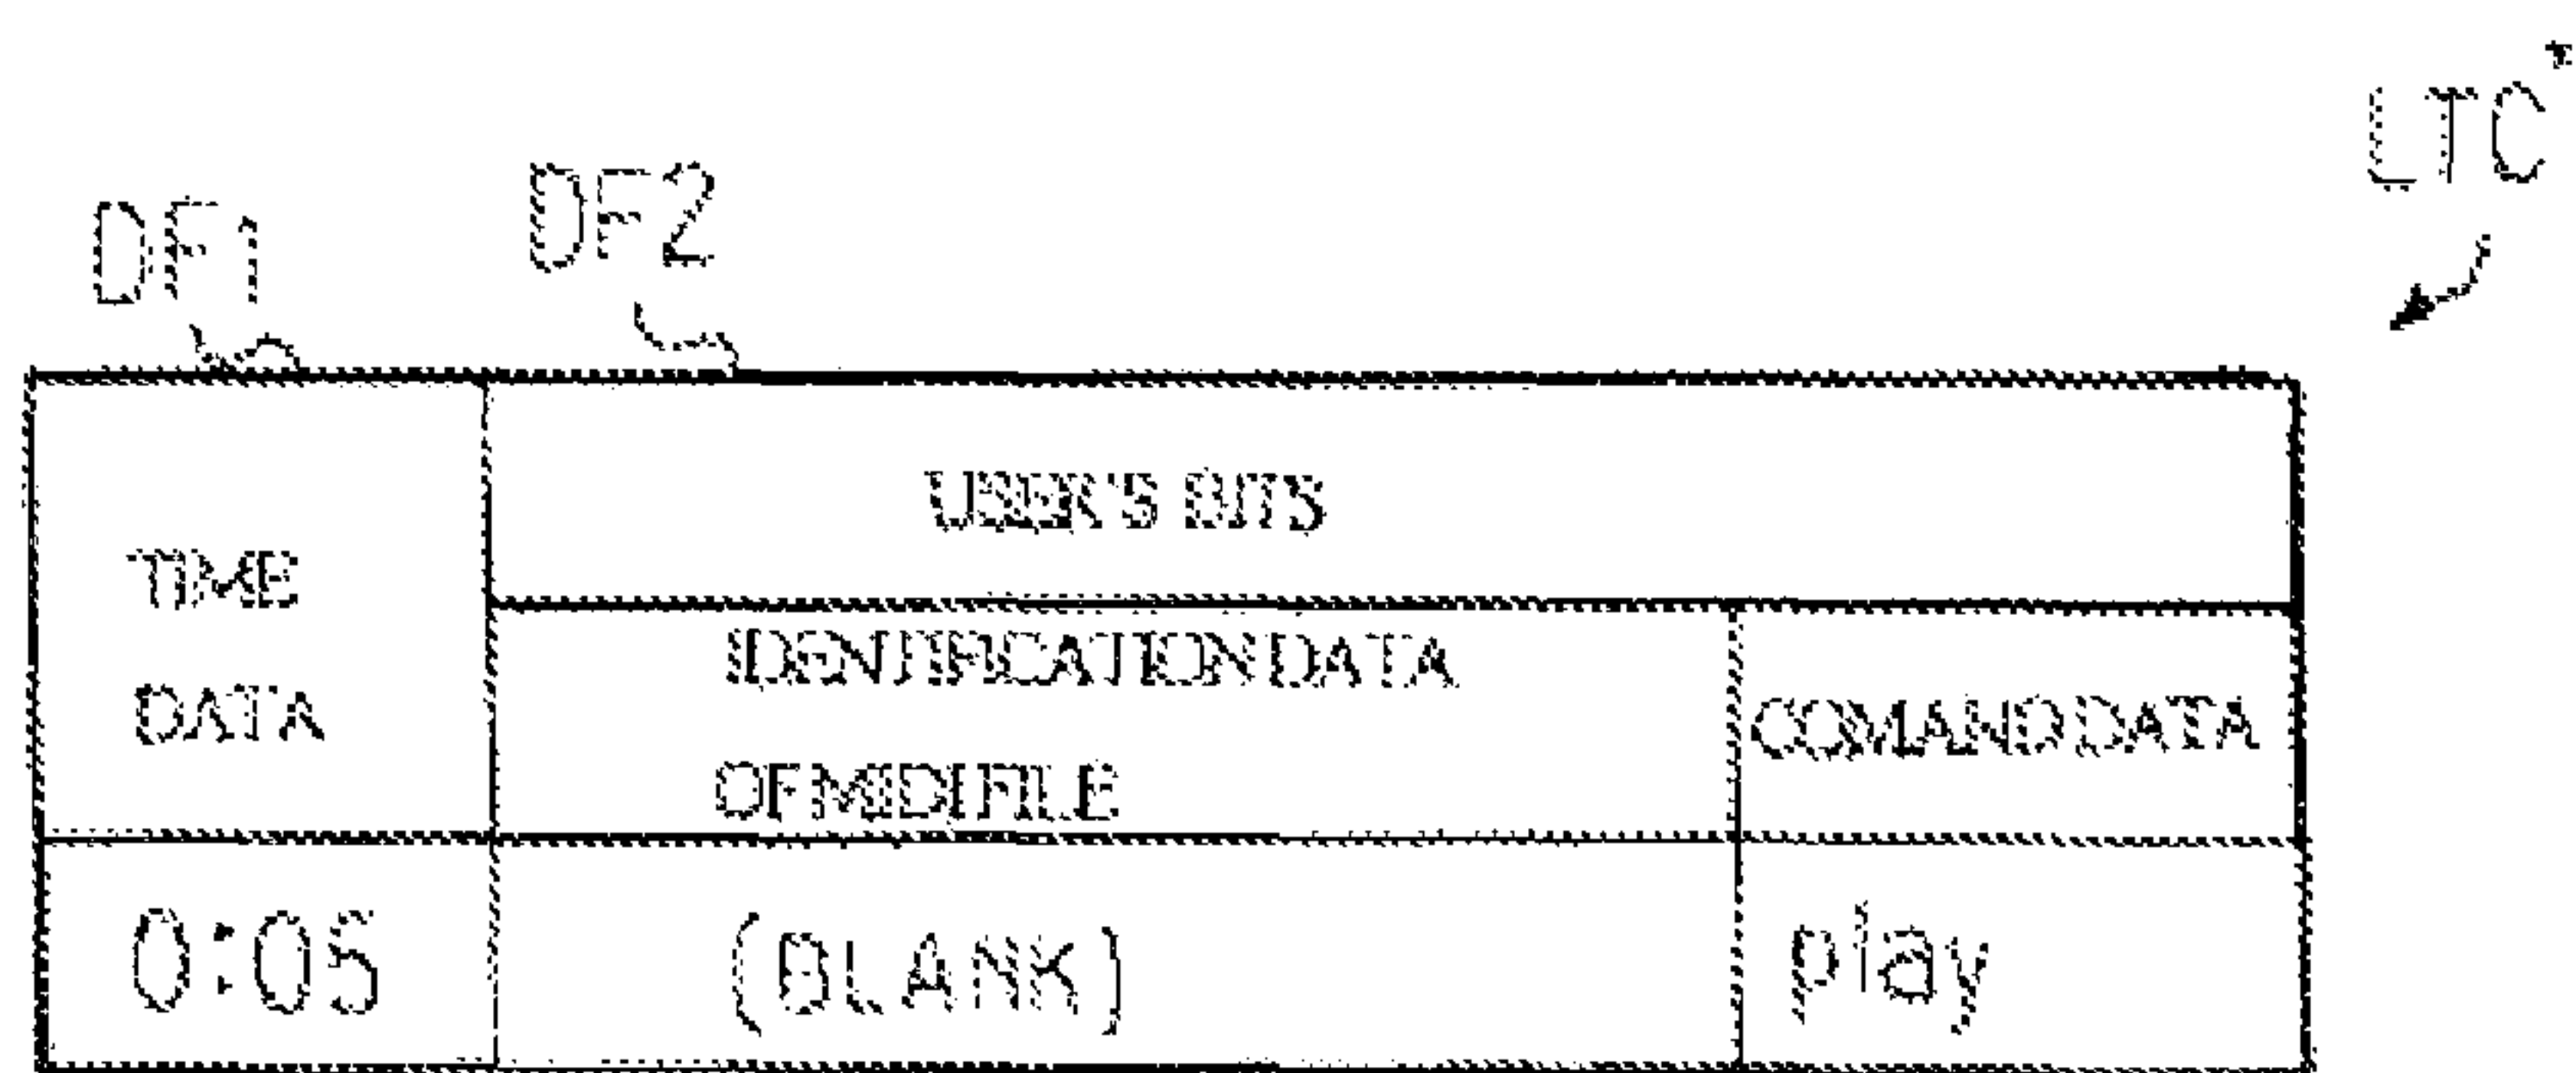 LTC*
DF1 DF2
USER'S BITS
TIME
DATA
IDENTIFICATION DATA
OF MIDI FILE
COMAND DATA
0:05 (BLANK) play